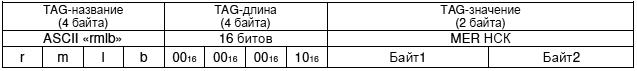 TAG-название TAG-длина TAG-значение
(4 байта) (4 байта) (2 байта)
ASCII «rmlb» 16 битов MER НСК
r m l b 00₁₆ 00₁₆ 00₁₆ 10₁₆ Байт1 Байт2